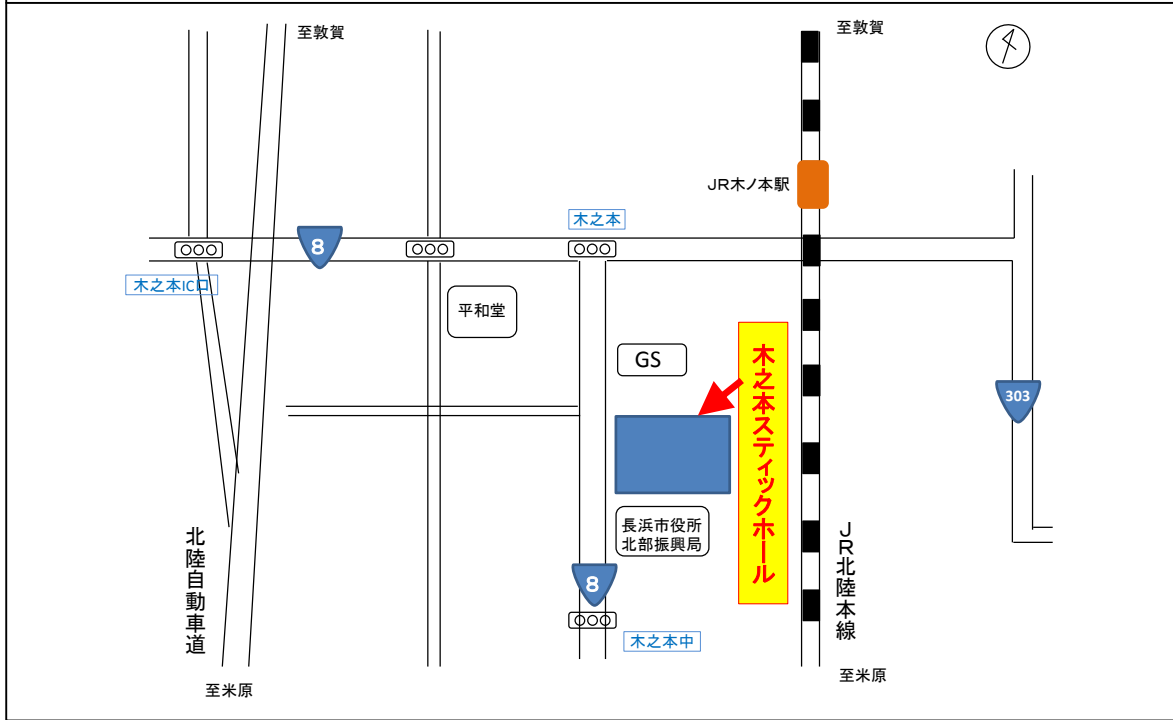 至敦賀
至敦賀
JR木ノ本駅
木之本
8
木之本IC口
平和堂
GS
木之本スティックホール
303
長浜市役所
北部振興局
北陸自動車道
JR北陸本線
8
木之本中
至米原
至米原